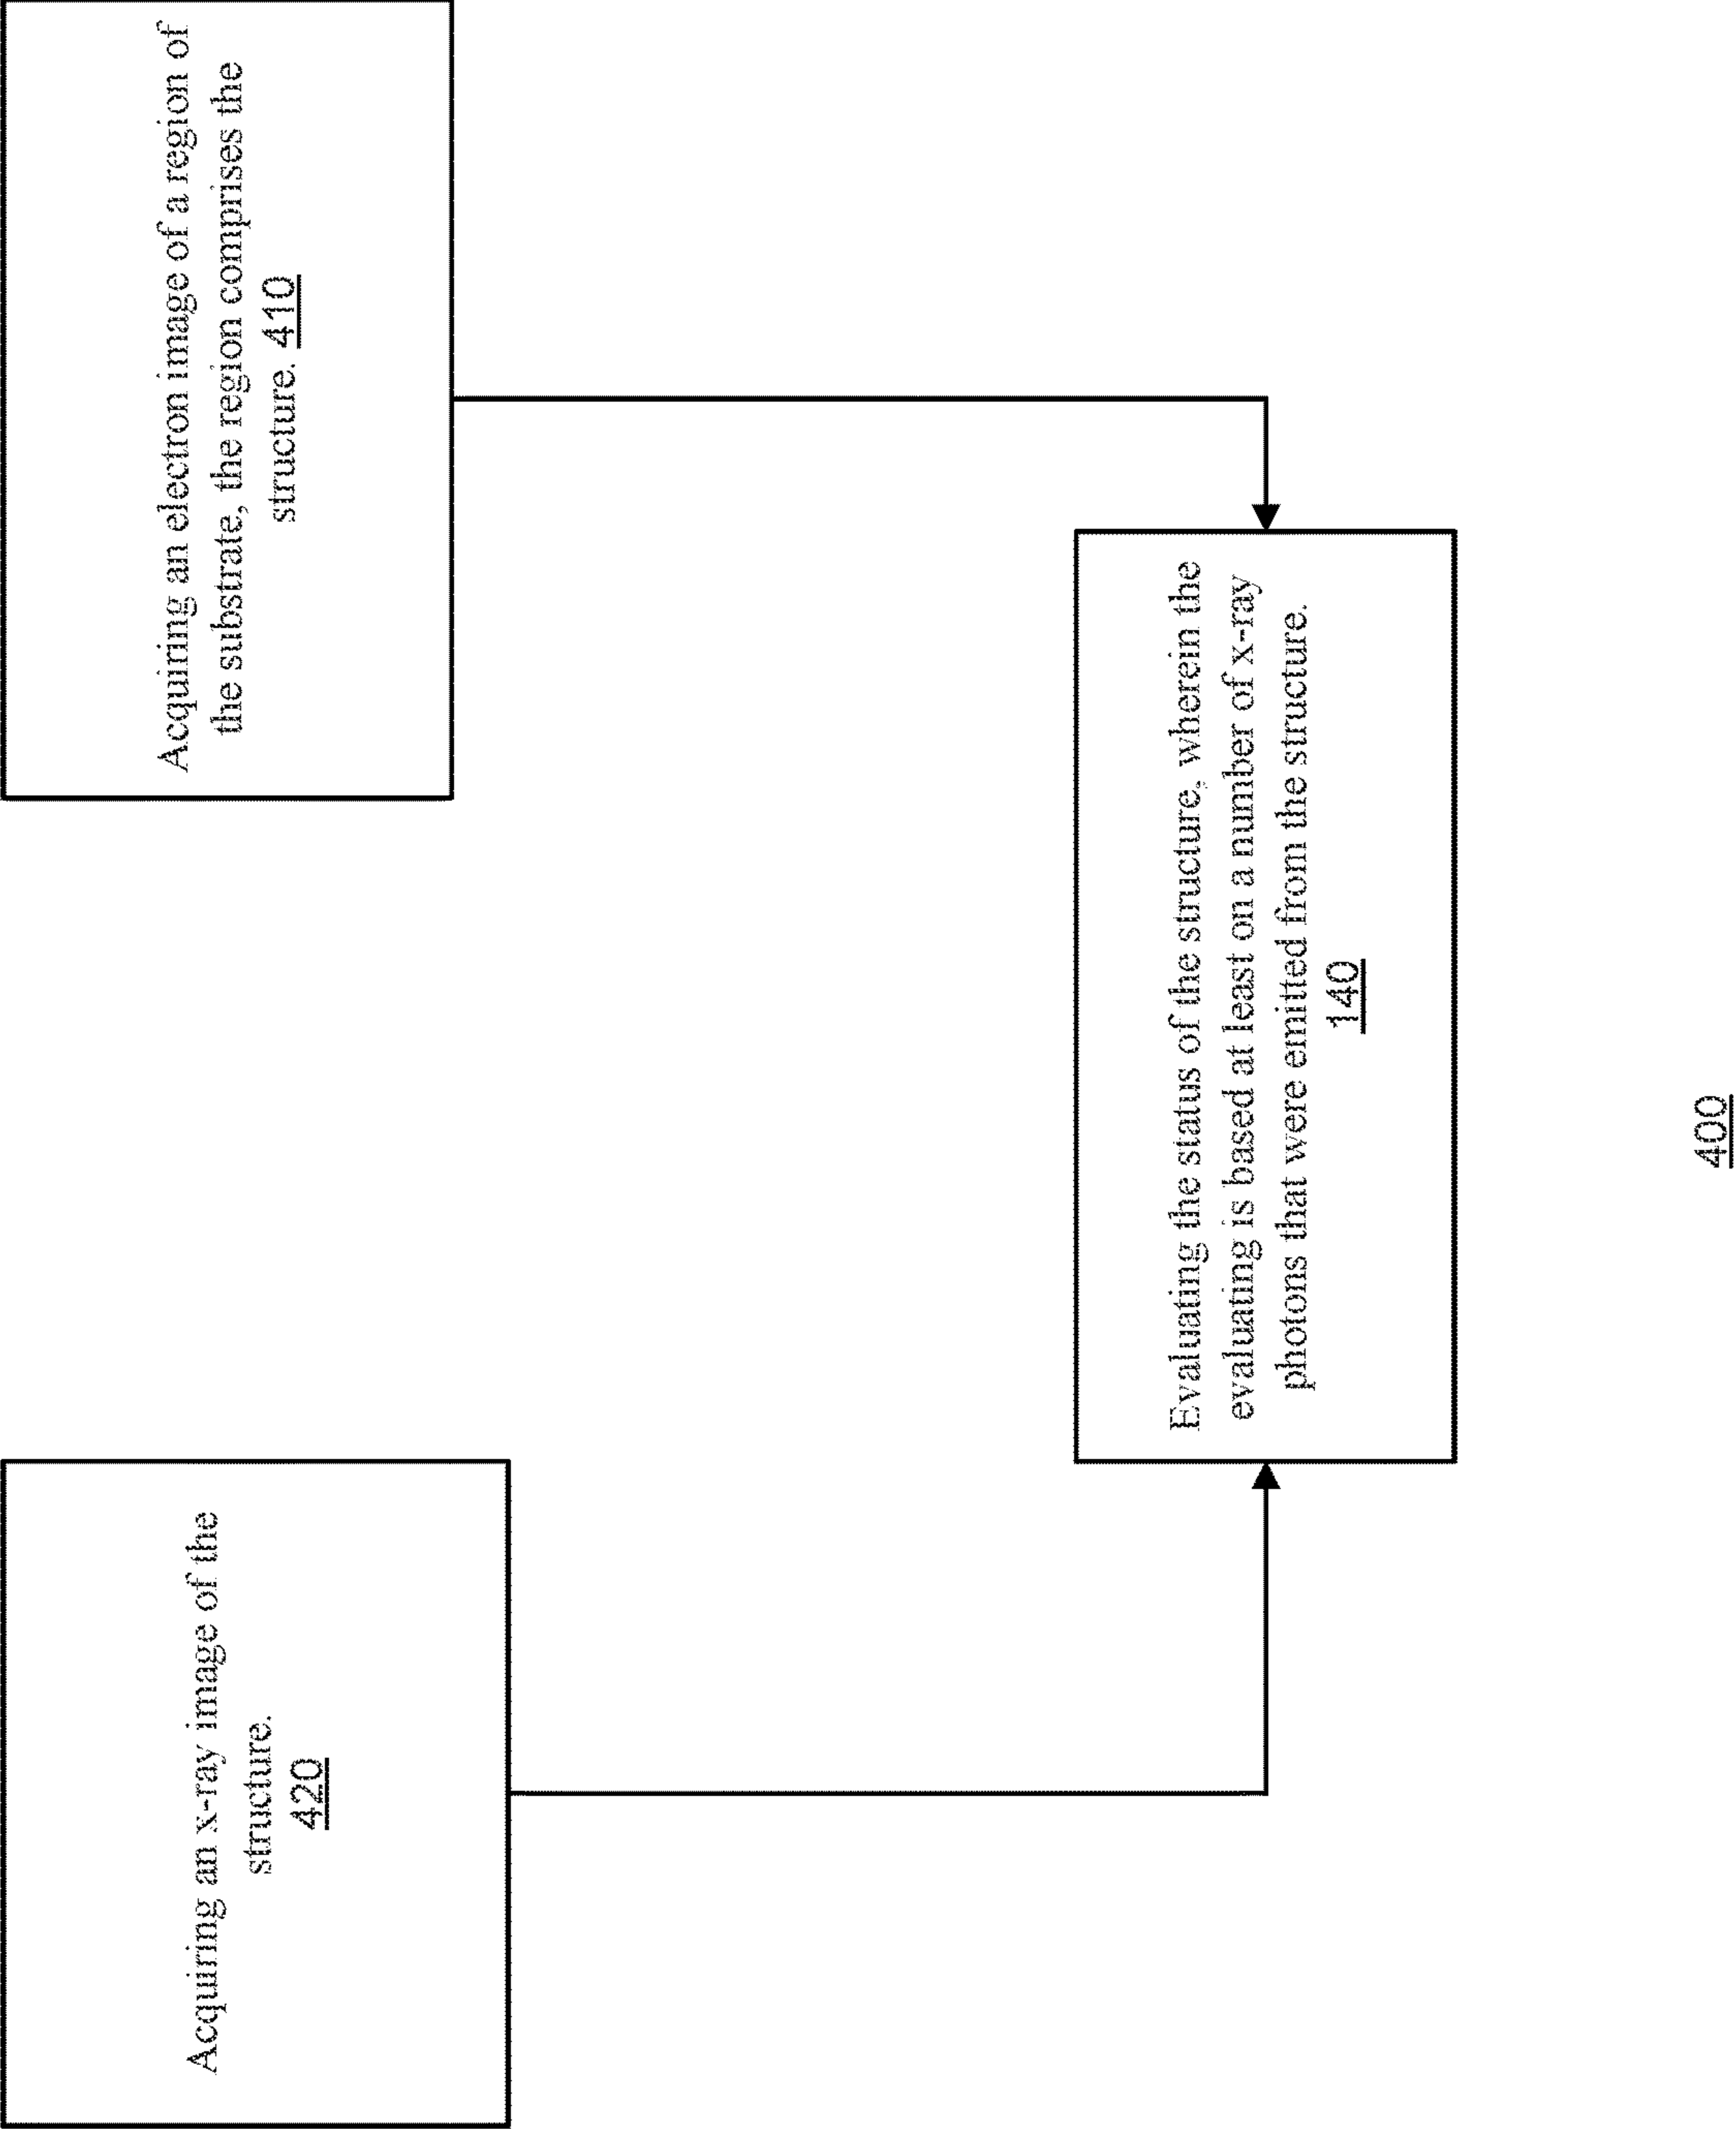 Acquiring an x-ray image of the
structure.
420
Acquiring an electron image of a region of
the substrate, the region comprises the
structure. 410
Evaluating the status of the structure, wherein the
evaluating is based at least on a number of x-ray
photons that were emitted from the structure.
140
400